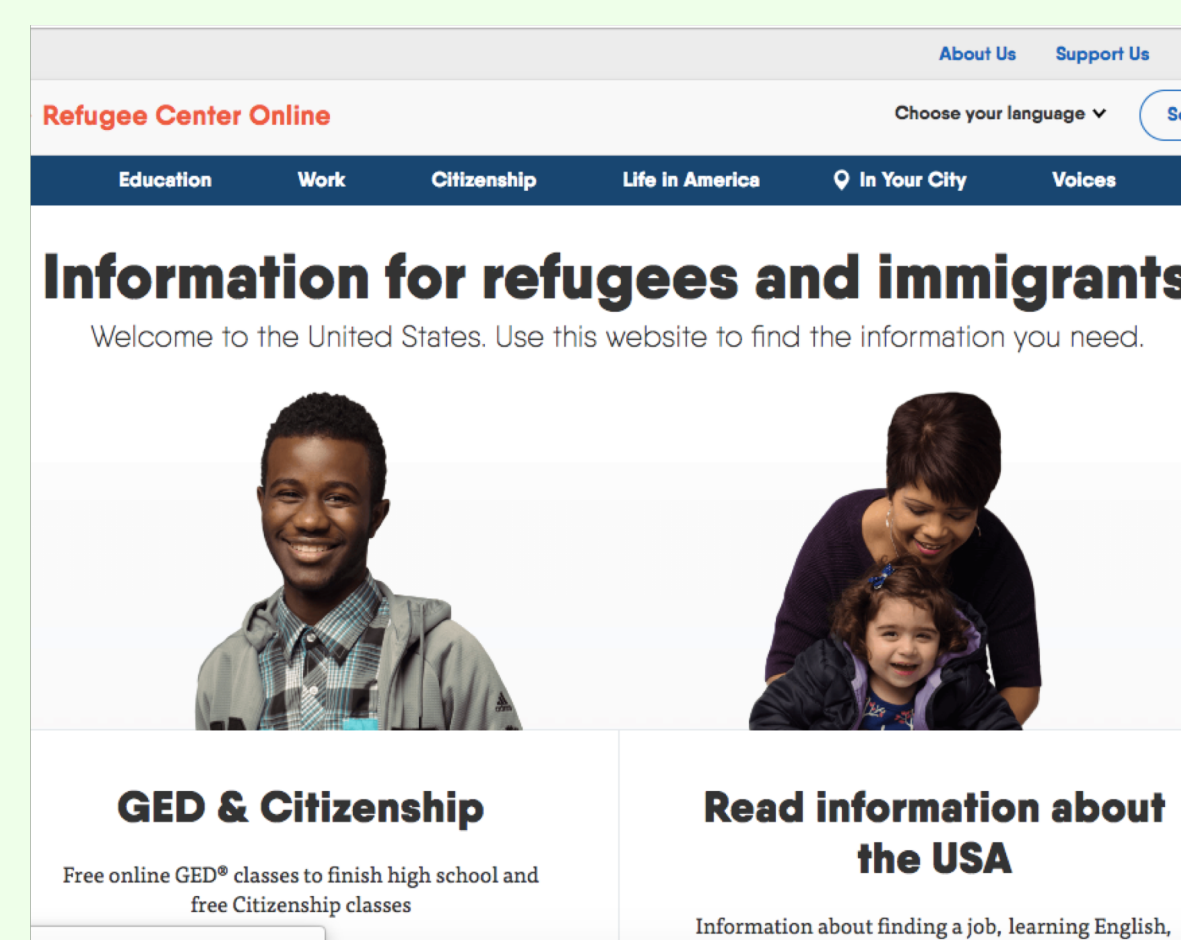 About Us Support Us
Refugee Center Online
Choose your language
Education Work Citizenship Life in America In Your City Voices
Information for refugees and immigrants
Welcome to the United States. Use this website to find the information you need.
adidas
GED & Citizenship
Read information about
the USA
Free online GED® classes to finish high school and
free Citizenship classes
Information about finding a job, learning English,